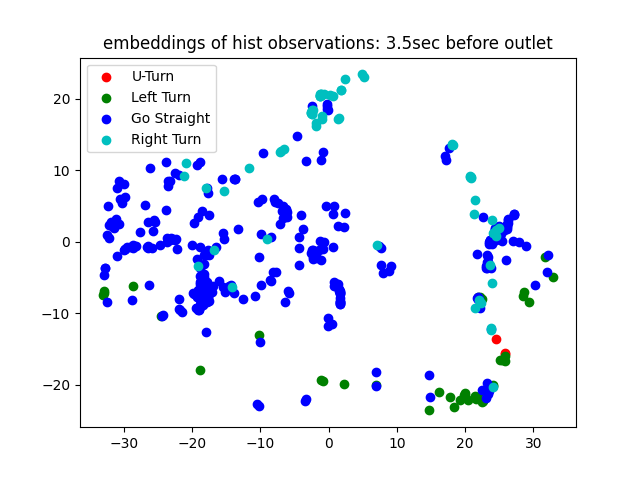 embeddings of hist observations: 3.5sec before outlet
U-Turn
Left Turn
Go Straight
Right Turn
20
10
0
−10
−20
−30 −20 −10 0 10 20 30